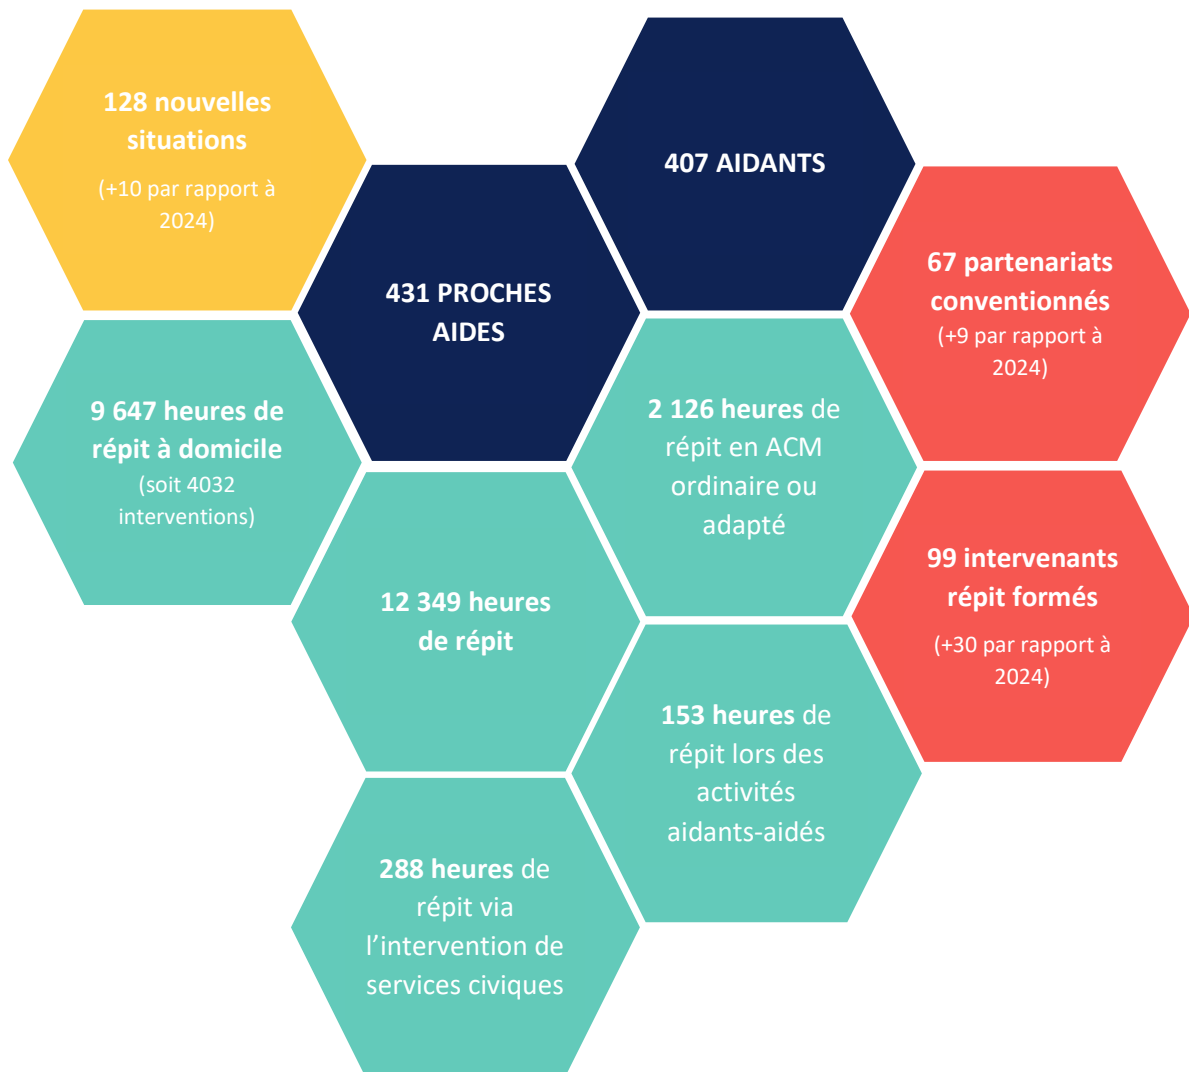 128 nouvelles
situations
(+10 par rapport à
2024)
407 AIDANTS
431 PROCHES
AIDES
67 partenariats
conventionnés
(+9 par rapport à
2024)
9 647 heures de
répit à domicile
(soit 4032
interventions)
2 126 heures de
répit en ACM
ordinaire ou
adapté
12 349 heures
de répit
99 intervenants
répit formés
(+30 par rapport à
2024)
153 heures de
répit lors des
activités
aidants-aidés
288 heures de
répit via
l’intervention de
services civiques